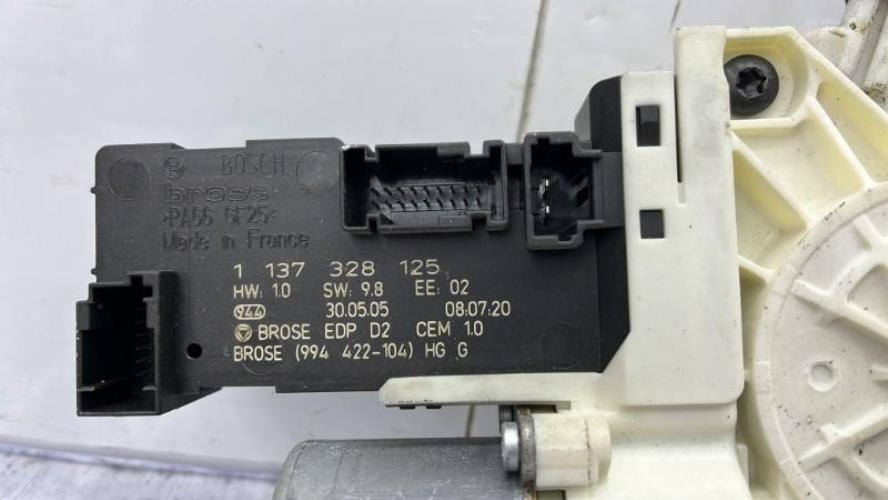 BOSCH
brose
>PA66 GF25<
Made in France
1 137 328 125
HW: 1.0 SW: 9.8 EE: 02
944 30.05.05 08:07:20
BROSE EDP D2 CEM 1.0
BROSE (994 422-104) HG G